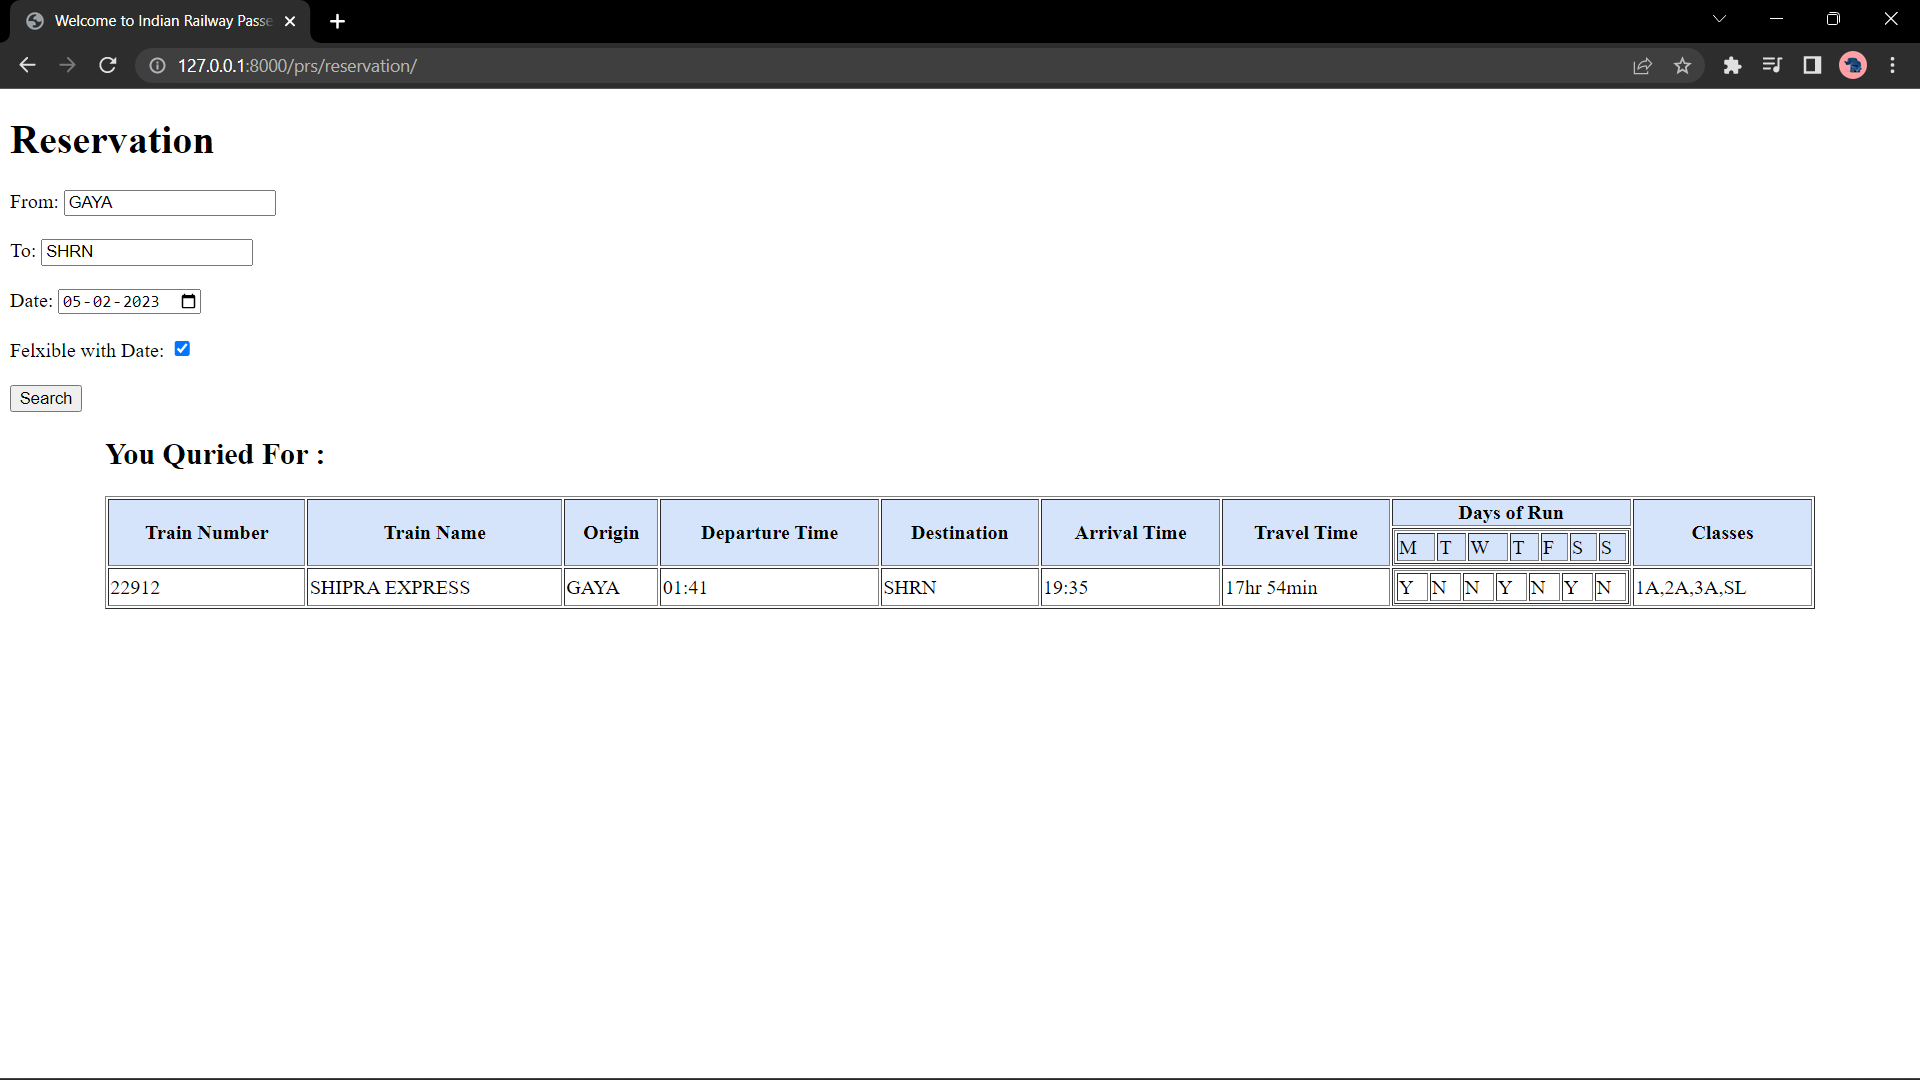 Welcome to Indian Railway Passe
127.0.0.1:8000/prs/reservation/
Reservation
From: GAYA
To: SHRN
Date: 05-02-2023
Felxible with Date:
Search
You Quried For :
Train Number Train Name Origin Departure Time Destination Arrival Time Travel Time Days of Run Classes
M T W T F S S
22912 SHIPRA EXPRESS GAYA 01:41 SHRN 19:35 17hr 54min Y N N Y N Y N 1A,2A,3A,SL